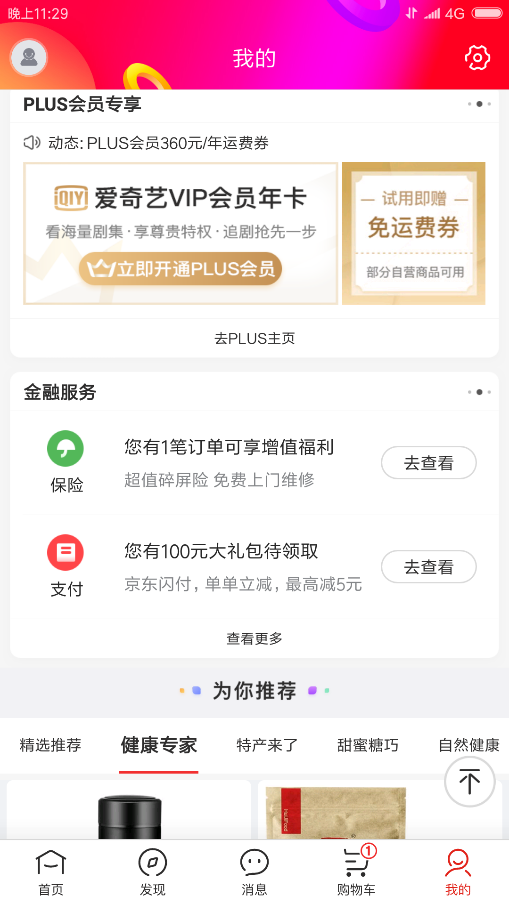 晚上11:29
4G
我的
PLUS会员专享
动态: PLUS会员360元/年运费券
QIY 爱奇艺VIP会员年卡
看海量剧集·享尊贵特权·追剧抢先一步
立即开通PLUS会员
试用即赠
免运费券
部分自营商品可用
去PLUS主页
金融服务
保险
您有1笔订单可享增值福利
超值碎屏险 免费上门维修
去查看
支付
您有100元大礼包待领取
京东闪付，单单立减，最高减5元
去查看
查看更多
为你推荐
精选推荐 健康专家 特产来了 甜蜜糖巧 自然健康
1
首页 发现 消息 购物车 我的